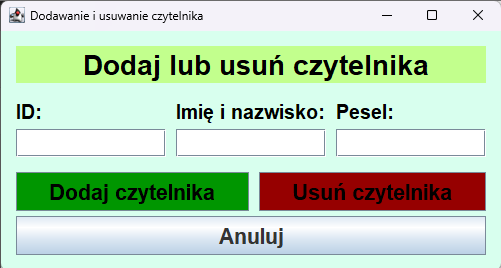 Dodawanie i usuwanie czytelnika
Dodaj lub usuń czytelnika
ID: Imię i nazwisko: Pesel:
Dodaj czytelnika Usuń czytelnika
Anuluj